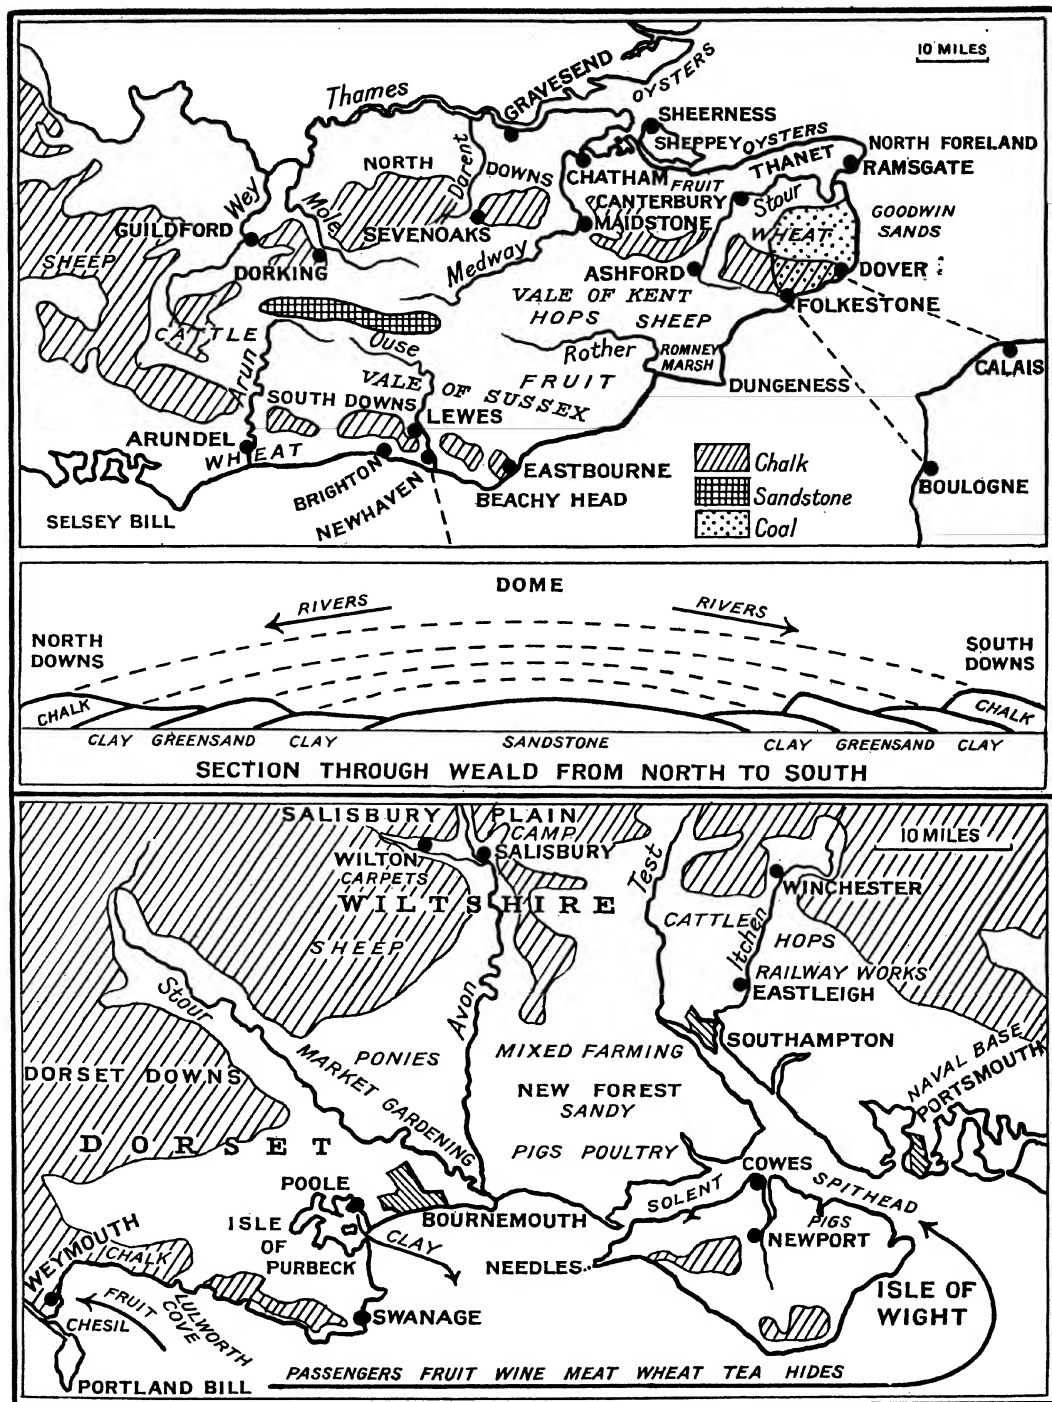 10 MILES
Thames
GRAVESEND
OYSTERS
SHEERNESS
SHEPPEY
OYSTERS
NORTH FORELAND
THANET
RAMSGATE
NORTH
DOWNS
Darent
CHATHAM
FRUIT
CANTERBURY
Stour
MAIDSTONE
WHEAT
GOODWIN
SANDS
Wey
Mole
GUILDFORD
SEVENOAKS
SHEEP
DORKING
Medway
ASHFORD
DOVER
VALE OF KENT
FOLKESTONE
HOPS SHEEP
CATTLE
Ouse
Rother
ROMNEY
MARSH
CALAIS
Arun
VALE OF SUSSEX
FRUIT
DUNGENESS
SOUTH DOWNS
LEWES
ARUNDEL
WHEAT
BRIGHTON
NEWHAVEN
EASTBOURNE
BEACHY HEAD
SELSEY BILL
BOULOGNE
Chalk
Sandstone
Coal
DOME
RIVERS
RIVERS
NORTH
DOWNS
SOUTH
DOWNS
CHALK
CHALK
CLAY GREENSAND CLAY SANDSTONE CLAY GREENSAND CLAY
SECTION THROUGH WEALD FROM NORTH TO SOUTH
SALISBURY PLAIN
CAMP
10 MILES
WILTON
CARPETS
SALISBURY
Test
WINCHESTER
WILTSHIRE
CATTLE
SHEEP
Itchen
HOPS
RAILWAY WORKS
EASTLEIGH
Stour
Avon
SOUTHAMPTON
PONIES
MIXED FARMING
NAVAL BASE
PORTSMOUTH
DORSET DOWNS
MARKET GARDENING
NEW FOREST
SANDY
DORSET
PIGS POULTRY
COWES
POOLE
SOLENT
SPITHEAD
BOURNEMOUTH
ISLE
OF
PURBECK
CLAY
PIGS
NEWPORT
WEYMOUTH
CHALK
NEEDLES
ISLE OF
WIGHT
FRUIT
LULWORTH
COVE
CHESIL
SWANAGE
PORTLAND BILL
PASSENGERS FRUIT WINE MEAT WHEAT TEA HIDES